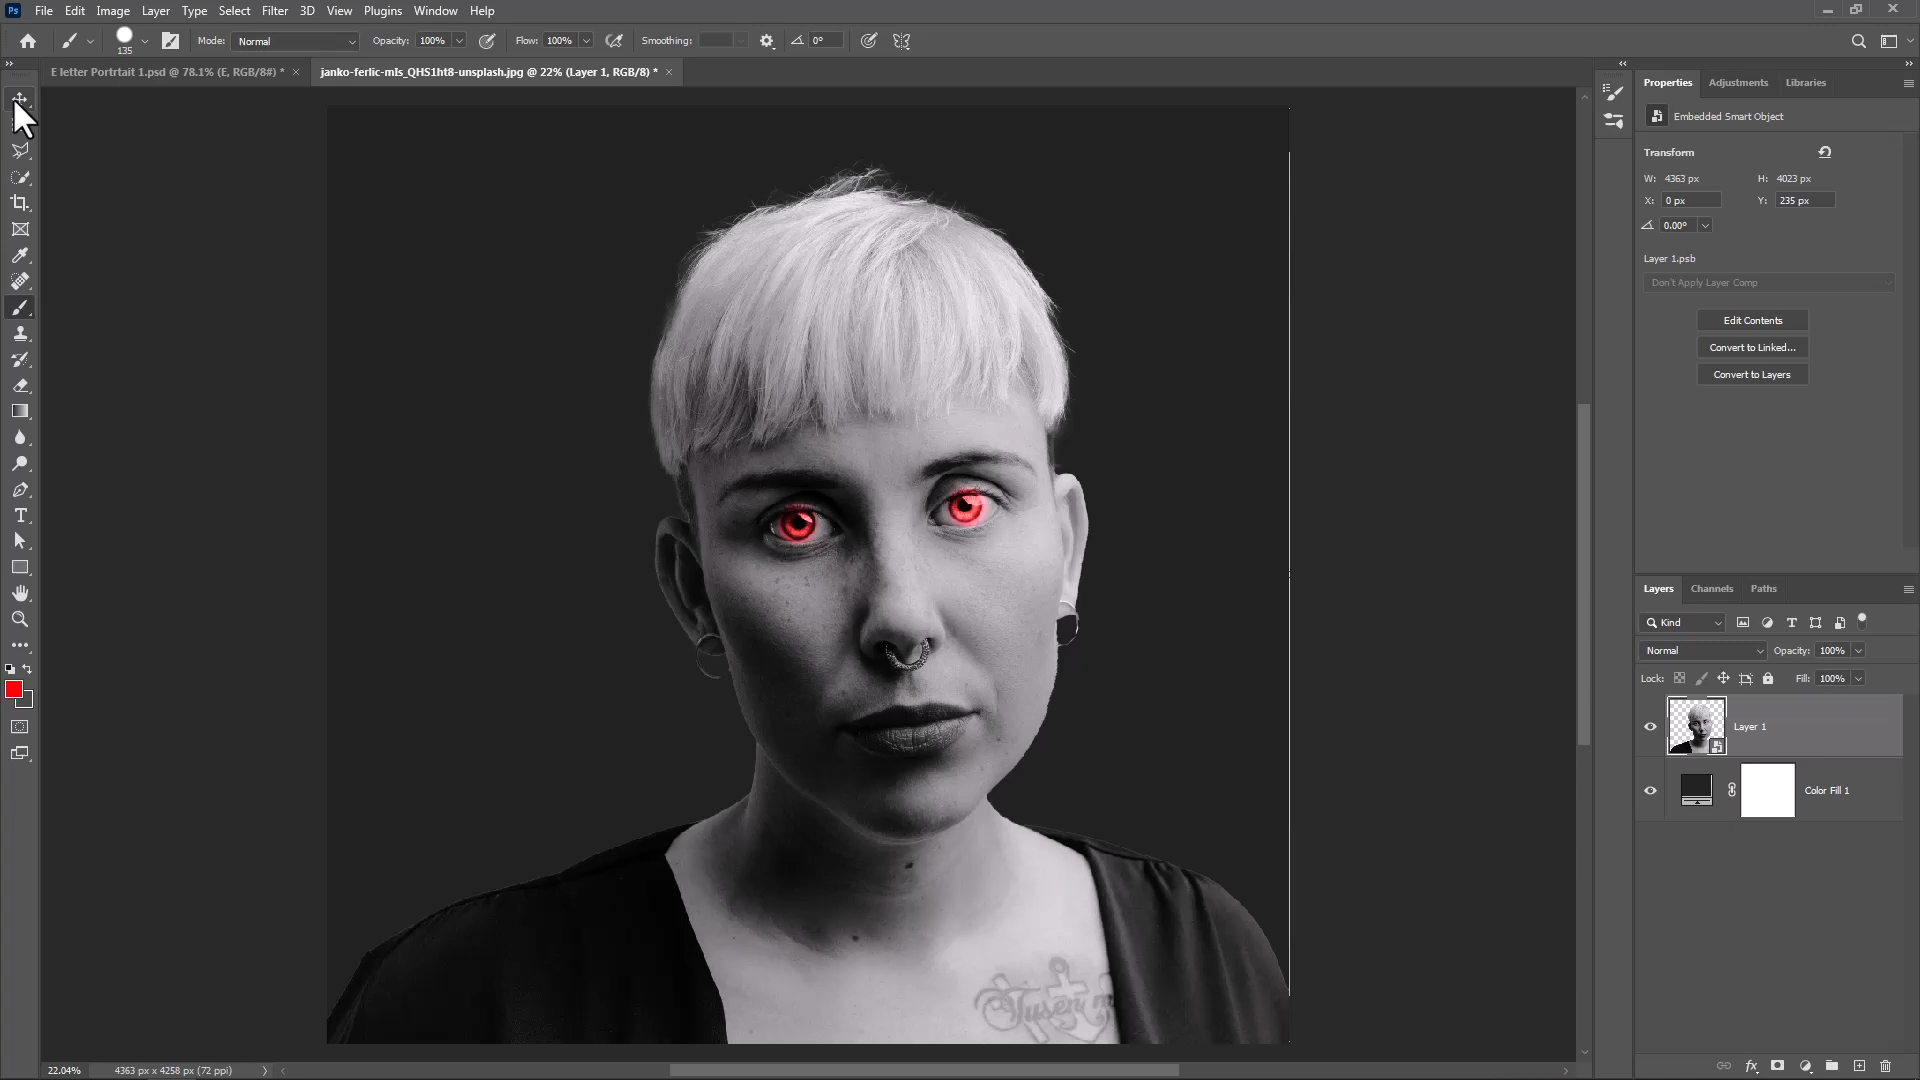 Ps File Edit Image Layer Type Select Filter 3D View Plugins Window Help
135 Mode: Normal Opacity: 100% Flow: 100% Smoothing: 0°
E letter Portrtait 1.psd @ 78.1% (E, RGB/8#) * janko-ferlic-mls_QHS1ht8-unsplash.jpg @ 22% (Layer 1, RGB/8) *
Properties Adjustments Libraries
Embedded Smart Object
Transform
W: 4363 px H: 4023 px
X: 0 px Y: 235 px
0.00°
Layer 1.psb
Don't Apply Layer Comp
Edit Contents
Convert to Linked...
Convert to Layers
Layers Channels Paths
Kind
Normal Opacity: 100%
Lock: Fill: 100%
Layer 1
Color Fill 1
22.04% 4363 px x 4258 px (72 ppi)